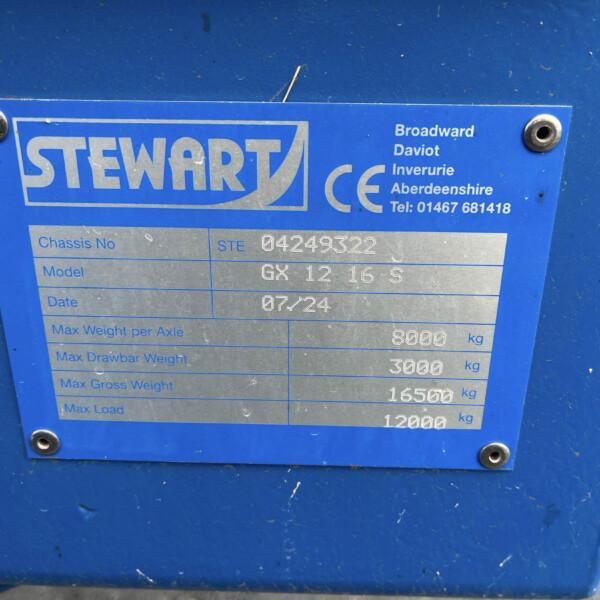 STEWART
CE
Broadward
Daviot
Inverurie
Aberdeenshire
Tel: 01467 681418
Chassis No STE 04249322
Model GX 12 16 S
Date 07/24
Max Weight per Axle 8000 kg
Max Drawbar Weight 3000 kg
Max Gross Weight 16500 kg
Max Load 12000 kg